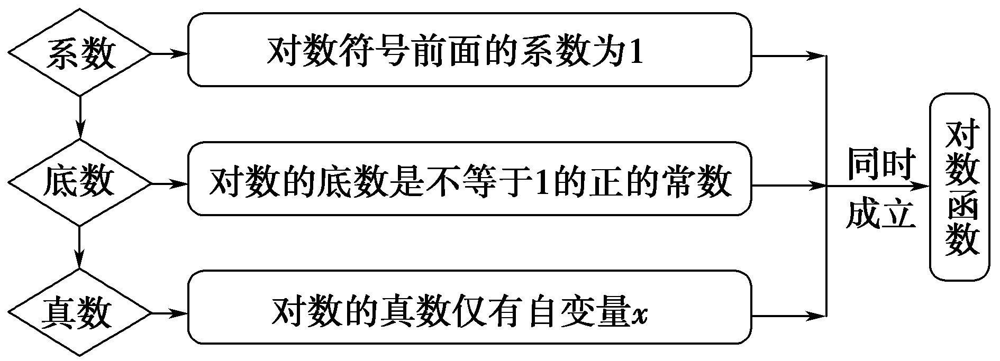 系数
对数符号前面的系数为1
底数
对数的底数是不等于1的正的常数
真数
对数的真数仅有自变量x
同时
成立
对数函数